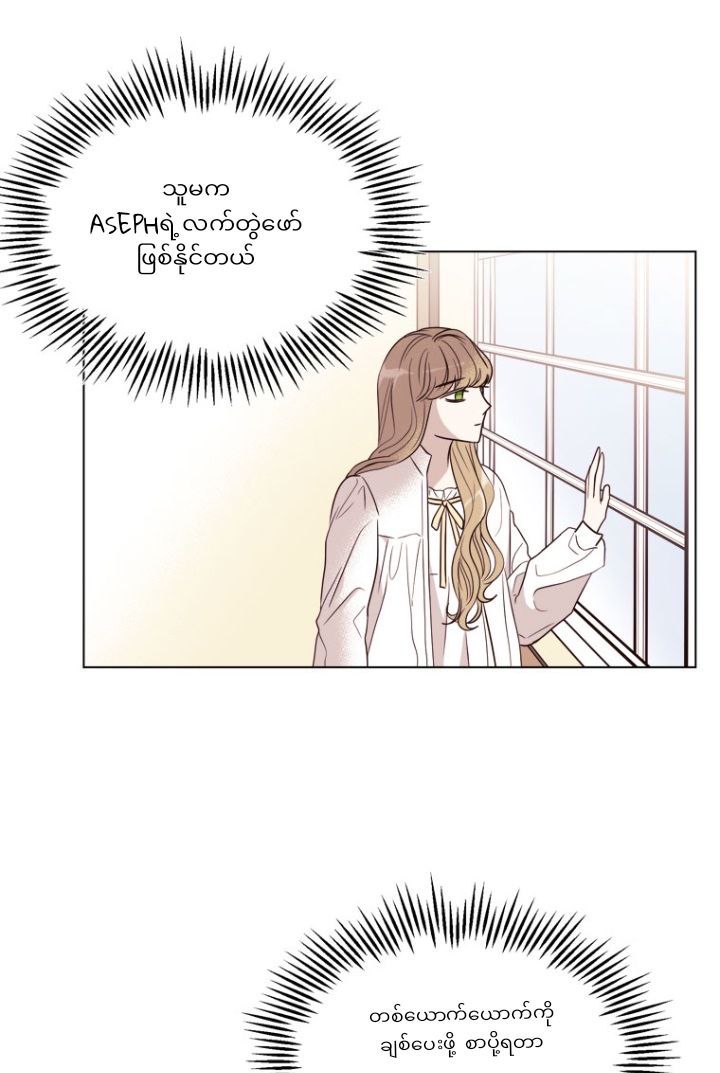 သူမက
ASEPHရဲ့လက်တွဲဖော်
ဖြစ်နိုင်တယ်
တစ်ယောက်ယောက်ကို
ချစ်ပေးဖို့ စာပို့ရတာ